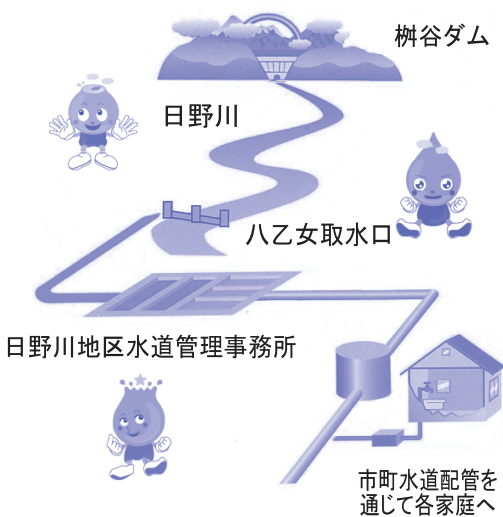 桝谷ダム
日野川
八乙女取水口
日野川地区水道管理事務所
市町水道配管を
通じて各家庭へ